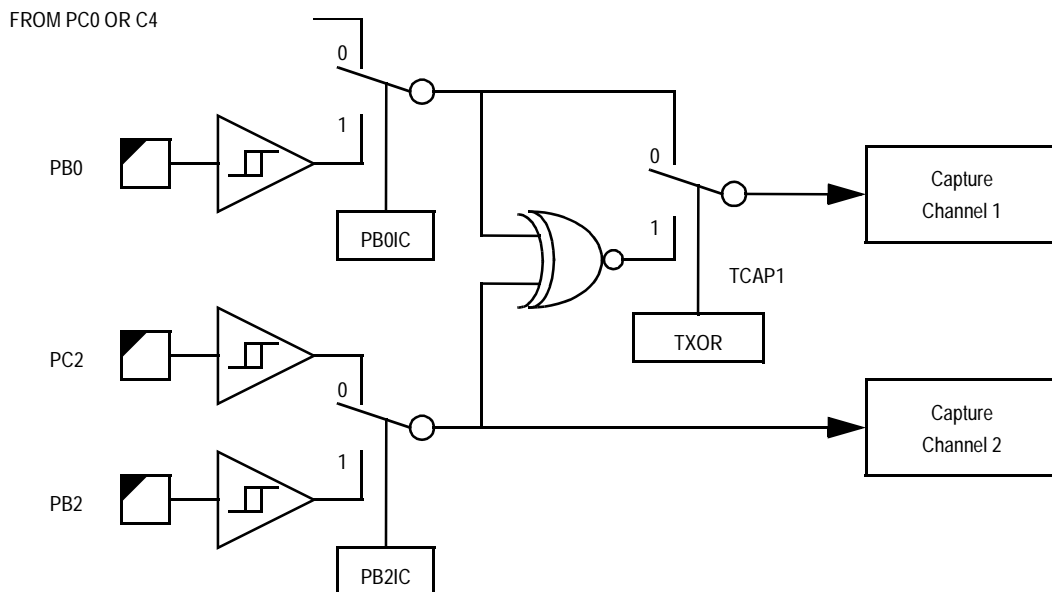 FROM PC0 OR C4
0
1
PB0
PB0IC
0
1
TCAP1
TXOR
Capture
Channel 1
PC2
0
1
PB2
PB2IC
Capture
Channel 2